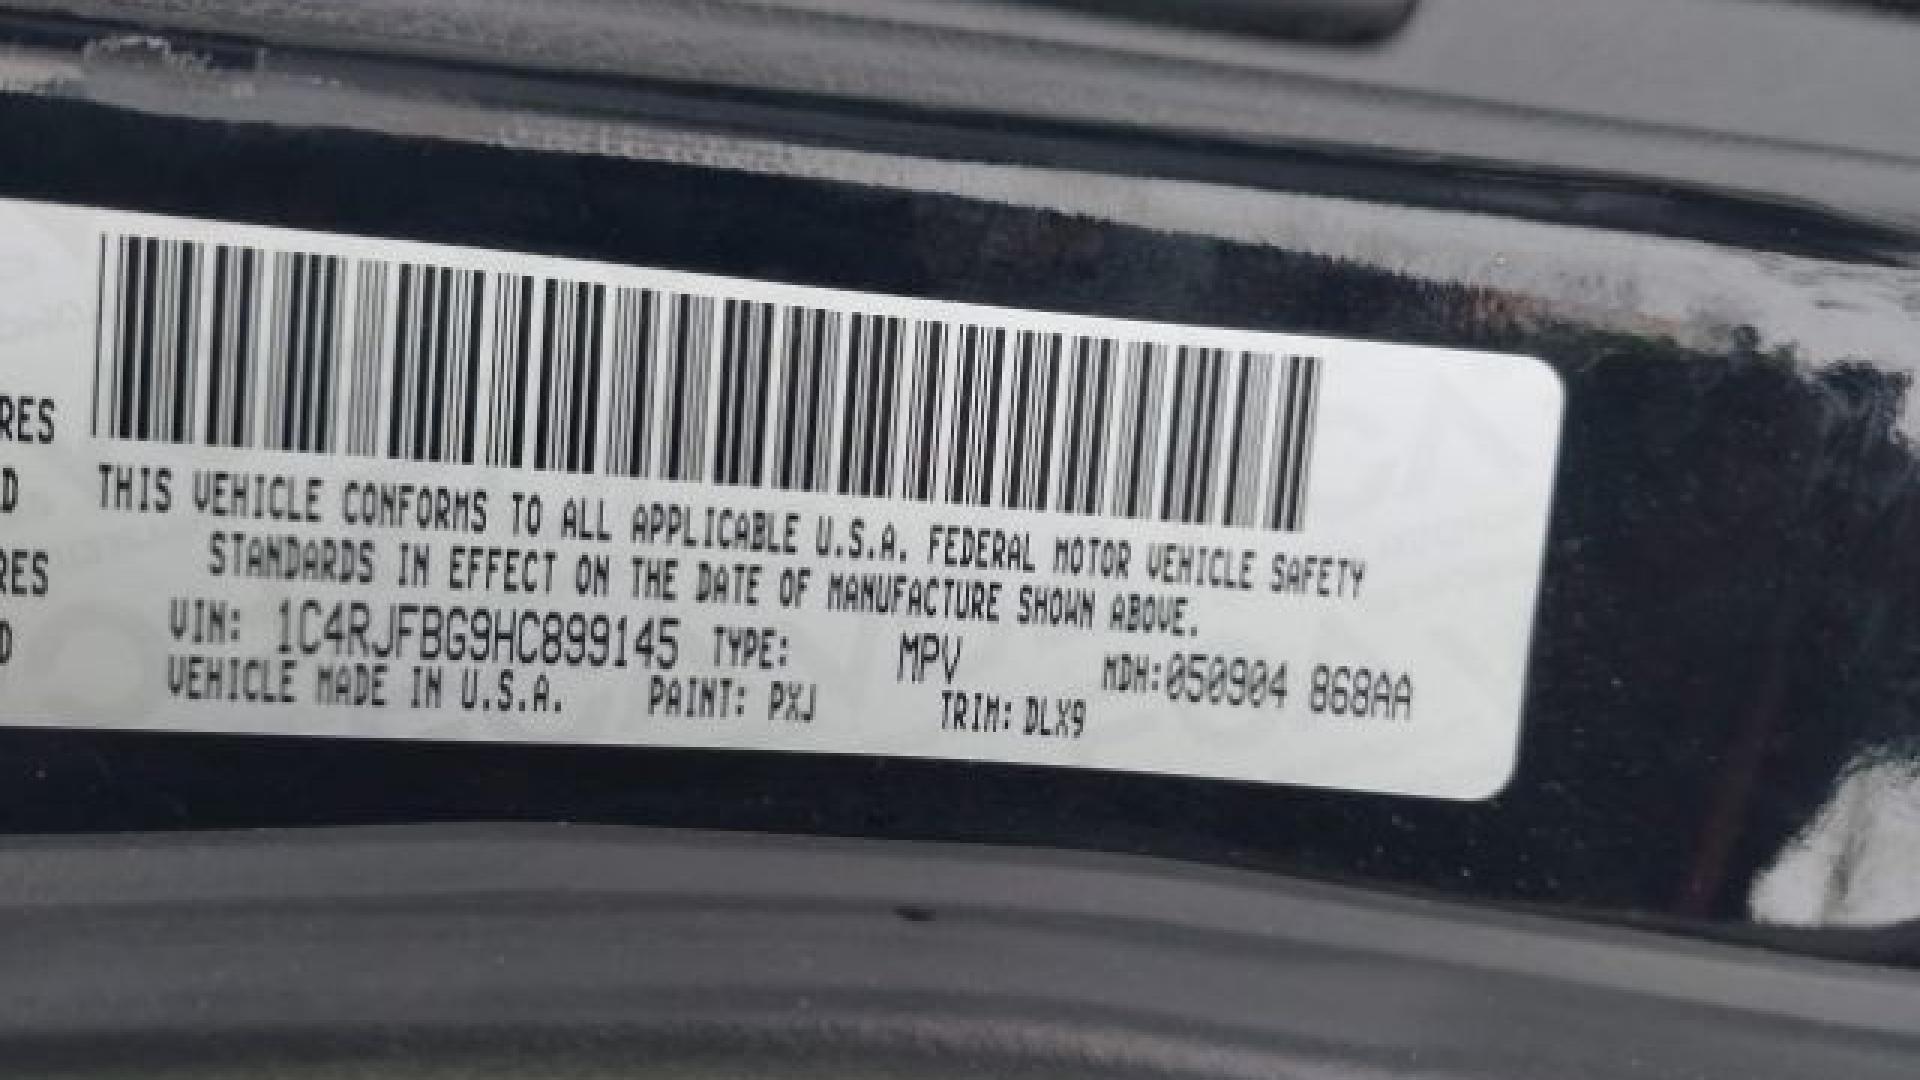 RES
D
RES
D
THIS VEHICLE CONFORMS TO ALL APPLICABLE U.S.A. FEDERAL MOTOR VEHICLE SAFETY
STANDARDS IN EFFECT ON THE DATE OF MANUFACTURE SHOWN ABOVE.
VIN: 1C4RJFBG9HC899145 TYPE: MPV MDH:050904 868AA
VEHICLE MADE IN U.S.A. PAINT: PXJ TRIM: DLX9